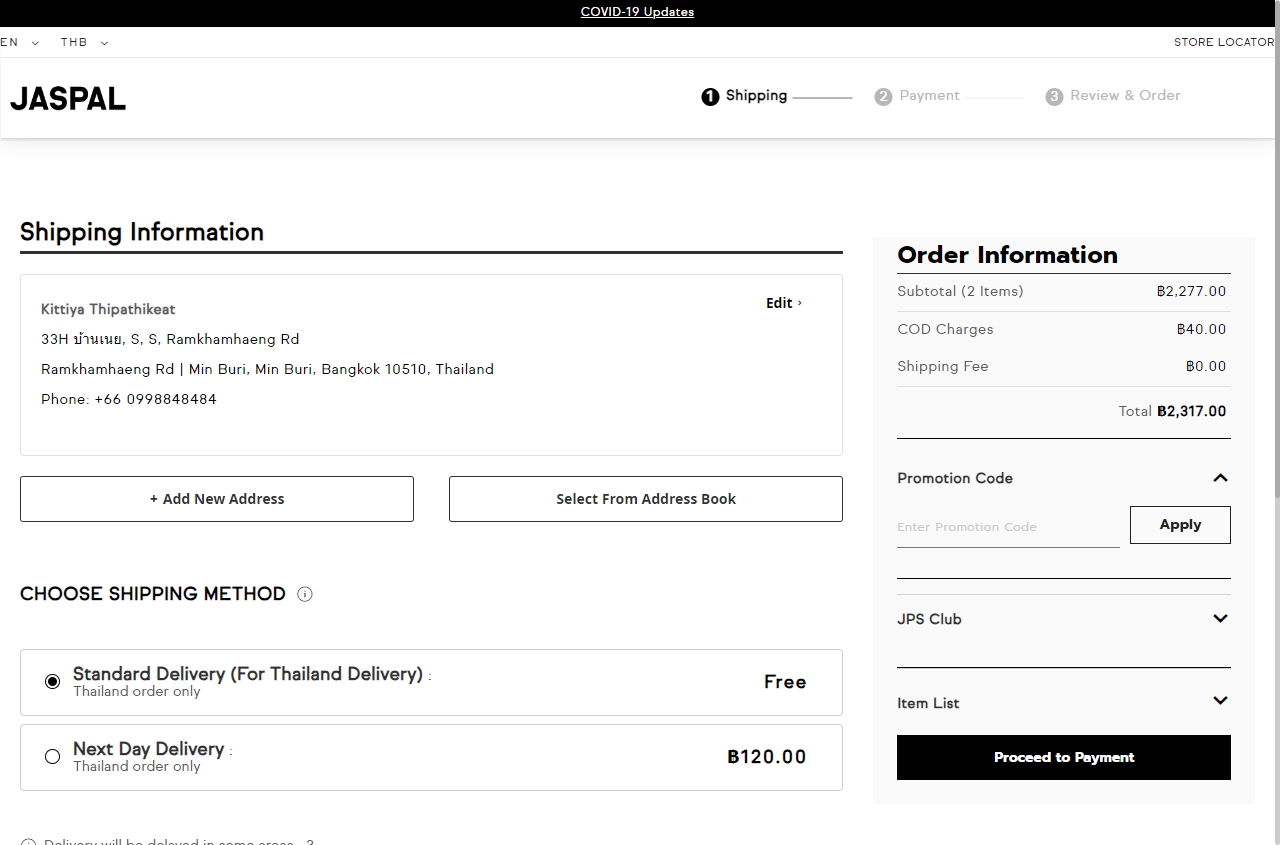 COVID-19 Updates
EN THB STORE LOCATOR
JASPAL
1 Shipping 2 Payment 3 Review & Order
Shipping Information
Kittiya Thipathikeat
Edit ›
33H บ้านเนย, S, S, Ramkhamhaeng Rd
Ramkhamhaeng Rd | Min Buri, Min Buri, Bangkok 10510, Thailand
Phone: +66 0998848484
+ Add New Address
Select From Address Book
CHOOSE SHIPPING METHOD
Standard Delivery (For Thailand Delivery) :
Thailand order only
Free
Next Day Delivery :
Thailand order only
฿120.00
Delivery will be delayed in some areas
Order Information
Subtotal (2 Items) ฿2,277.00
COD Charges ฿40.00
Shipping Fee ฿0.00
Total ฿2,317.00
Promotion Code
Enter Promotion Code
Apply
JPS Club
Item List
Proceed to Payment